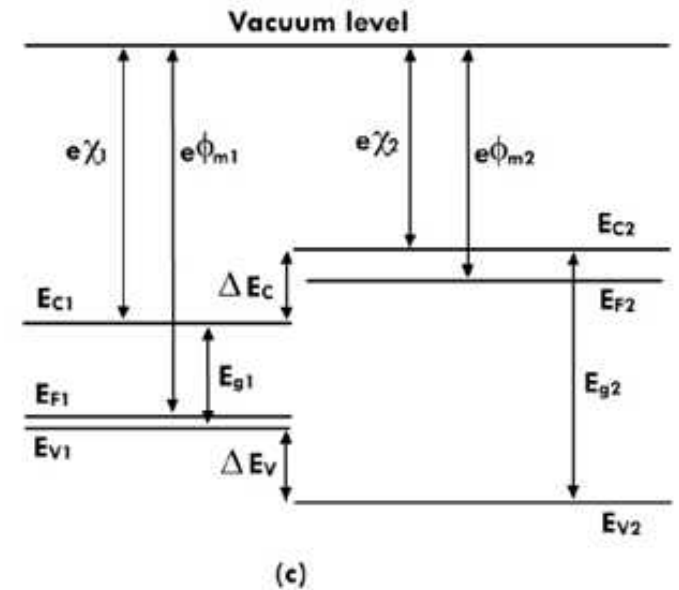 Vacuum level
eχ1
eϕm1
eχ2
eϕm2
EC2
ΔEC
EC1
EF2
Eg1
Eg2
EF1
EV1
ΔEV
EV2
(c)